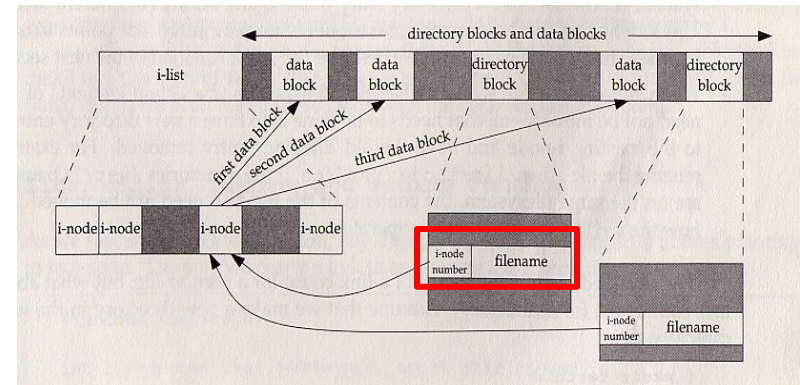 directory blocks and data blocks
i-list
data
block
data
block
directory
block
data
block
directory
block
first data block
second data block
third data block
i-node
i-node
i-node
i-node
i-node
number
filename
i-node
number
filename